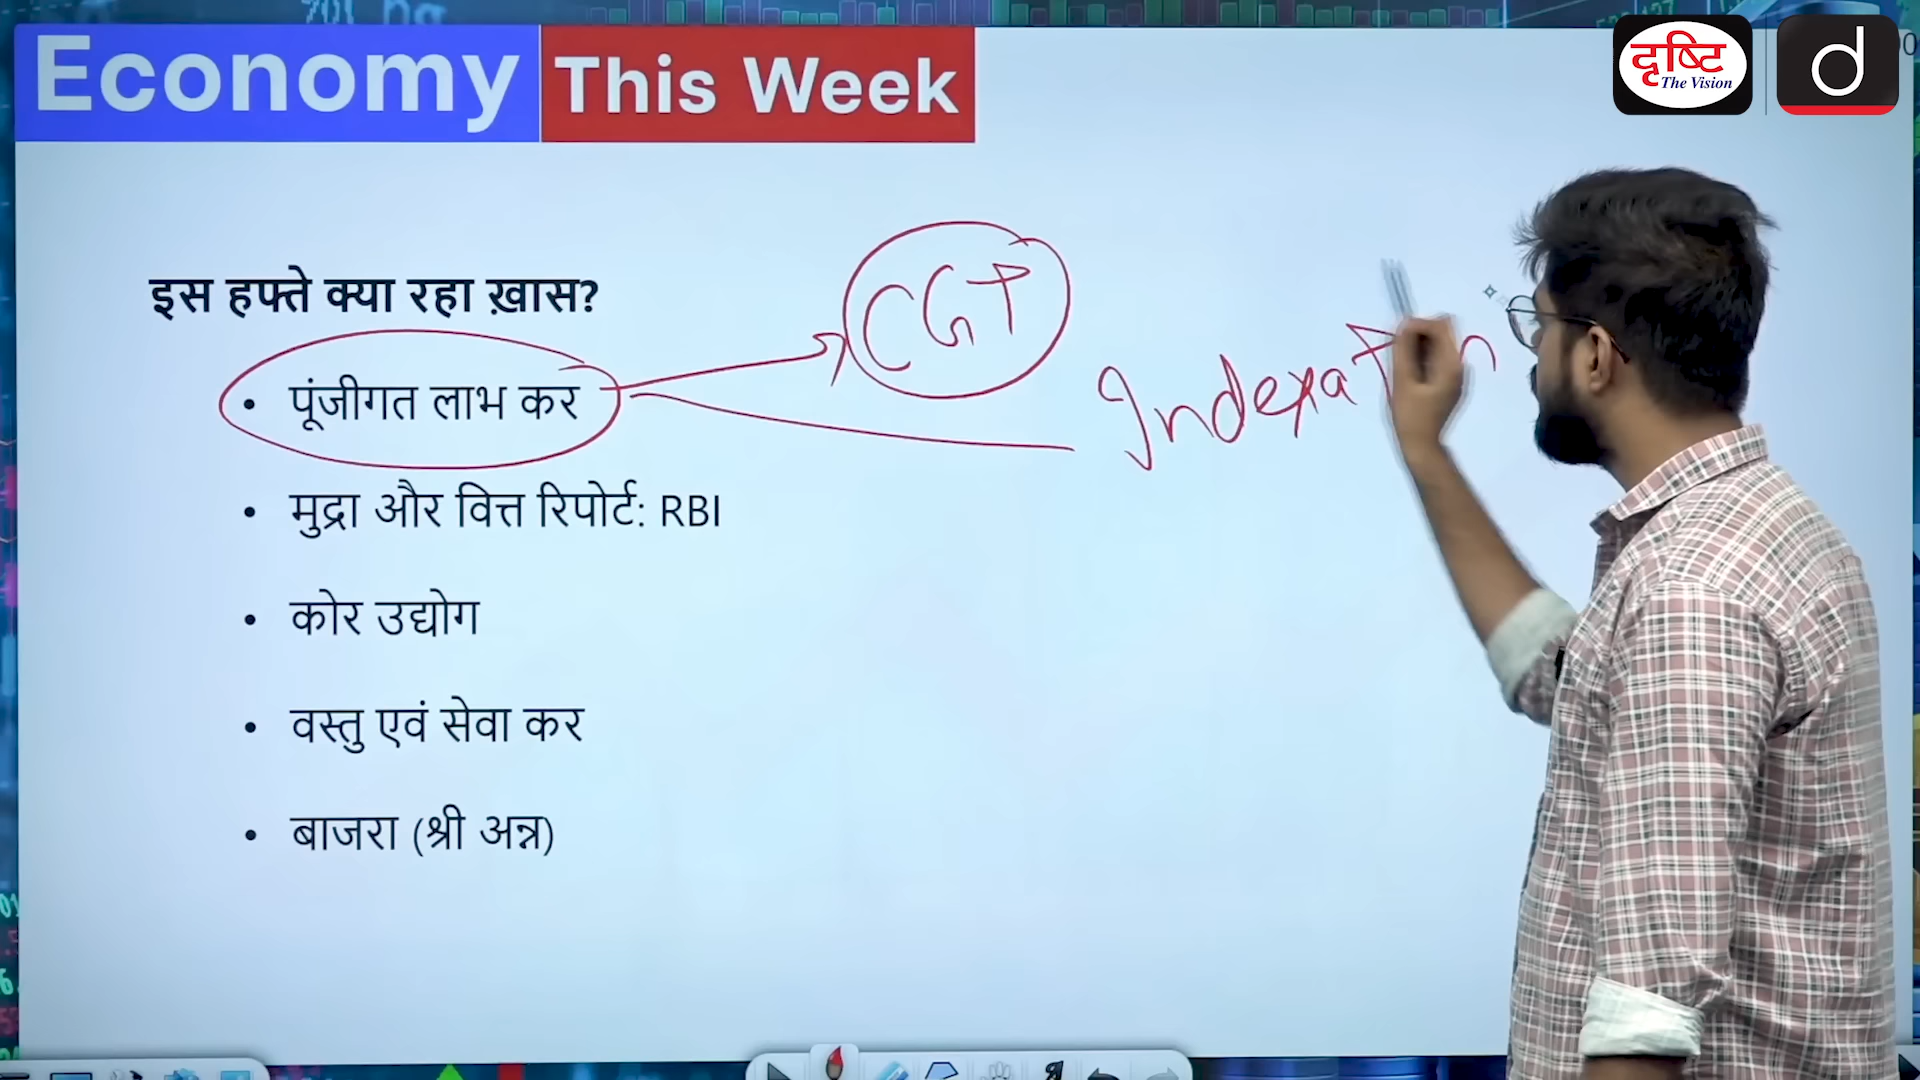 Economy This Week
दृष्टि
The Vision
d
इस हफ्ते क्या रहा ख़ास?
• पूंजीगत लाभ कर
CGT
Indexation
• मुद्रा और वित्त रिपोर्ट: RBI
• कोर उद्योग
• वस्तु एवं सेवा कर
• बाजरा (श्री अन्न)